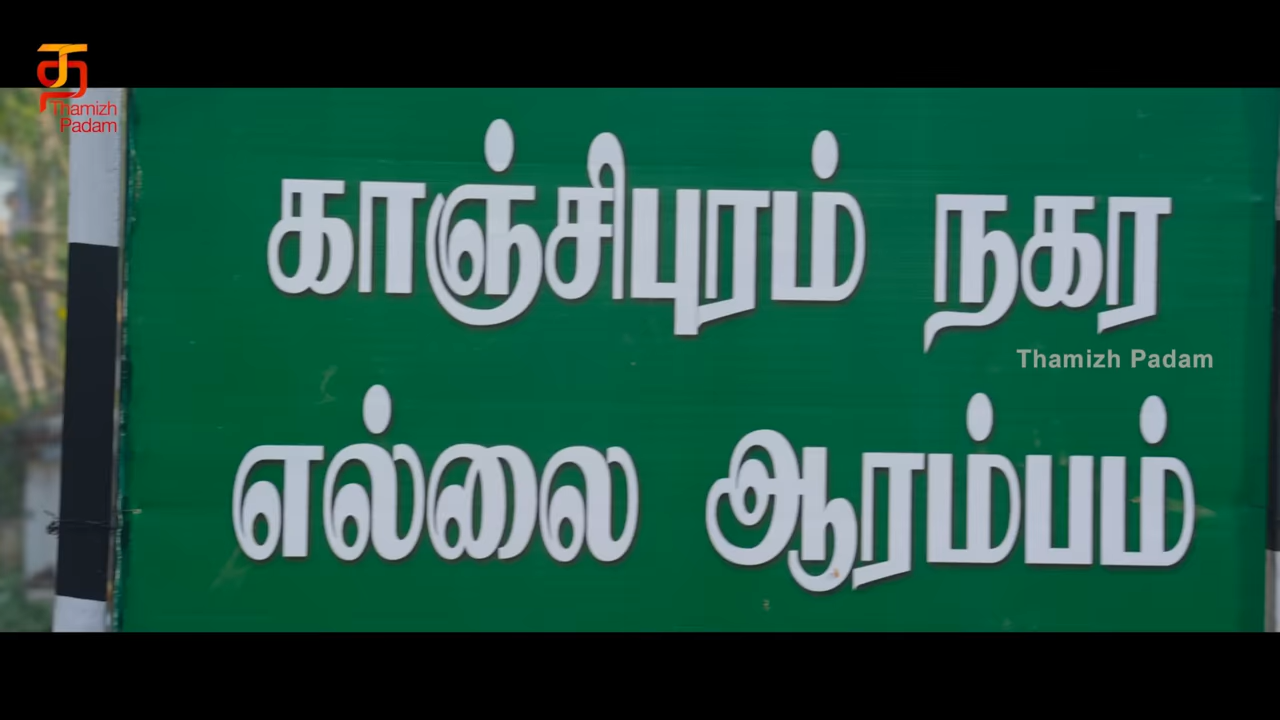 த
Thamizh
Padam
காஞ்சிபுரம் நகர
Thamizh Padam
எல்லை ஆரம்பம்